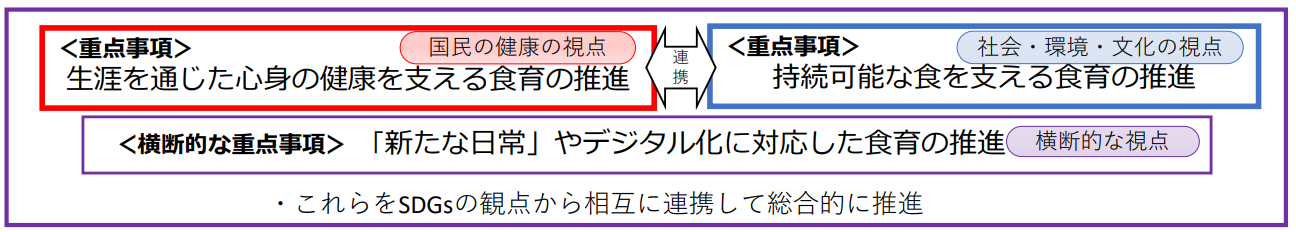 <重点事項>
国民の健康の視点
生涯を通じた心身の健康を支える食育の推進
連携
<重点事項>
社会・環境・文化の視点
持続可能な食を支える食育の推進
<横断的な重点事項> 「新たな日常」やデジタル化に対応した食育の推進
横断的な視点
・これらをSDGsの観点から相互に連携して総合的に推進